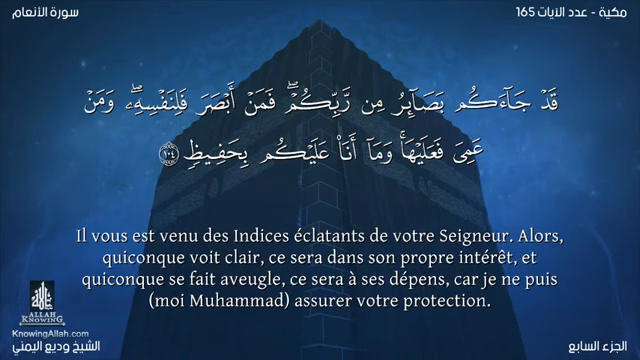 سورة الأنعام
مكية - عدد الآيات 165
قَدْ جَآءَكُم بَصَآئِرُ مِن رَّبِّكُمْ ۖ فَمَنْ أَبْصَرَ فَلِنَفْسِهِۦ ۖ وَمَنْ
عَمِىَ فَعَلَيْهَا ۚ وَمَآ أَنَا۠ عَلَيْكُم بِحَفِيظٍ ١٠٤
Il vous est venu des Indices éclatants de votre Seigneur. Alors,
quiconque voit clair, ce sera dans son propre intérêt, et
quiconque se fait aveugle, ce sera à ses dépens, car je ne puis
(moi Muhammad) assurer votre protection.
ALLAH
KNOWING
KnowingAllah.com
الشيخ وديع اليمني
الجزء السابع